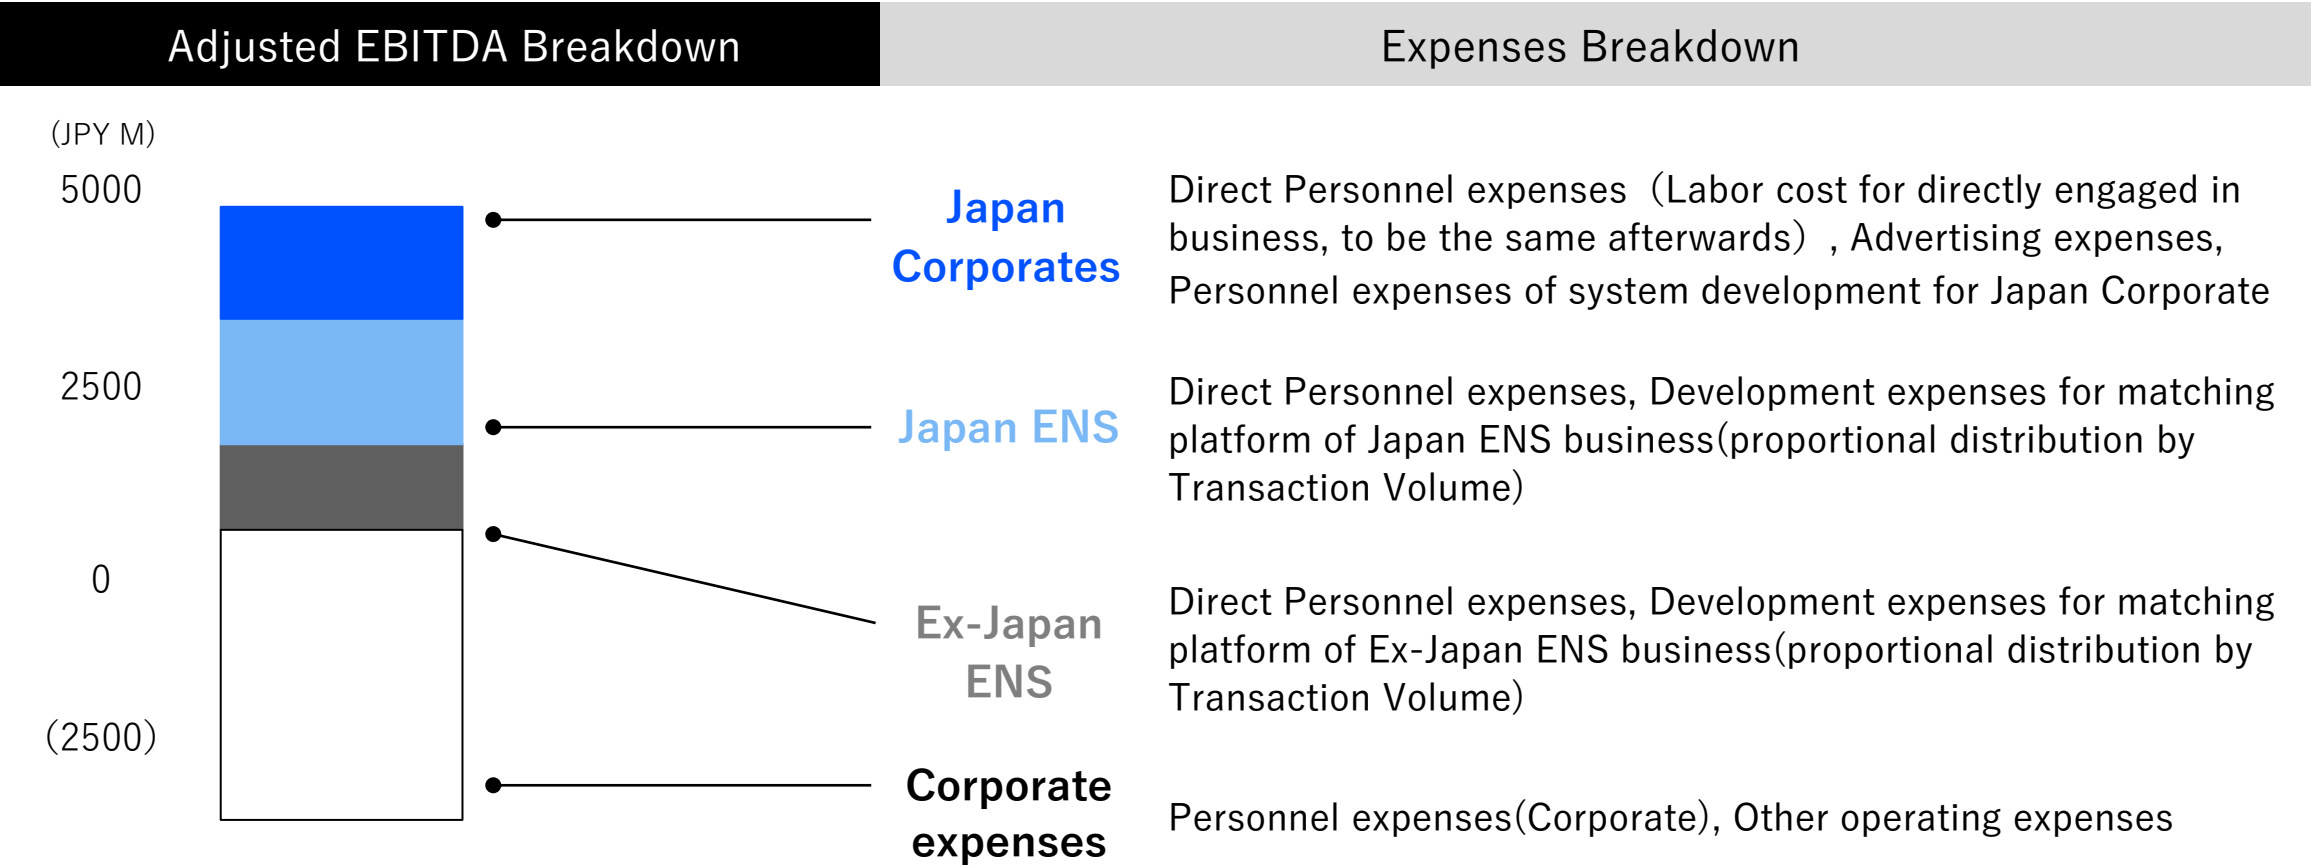 Adjusted EBITDA Breakdown
Expenses Breakdown
(JPY M)
5000
2500
0
(2500)
Japan
Corporates
Direct Personnel expenses（Labor cost for directly engaged in
business, to be the same afterwards）, Advertising expenses,
Personnel expenses of system development for Japan Corporate
Japan ENS
Direct Personnel expenses, Development expenses for matching
platform of Japan ENS business(proportional distribution by
Transaction Volume)
Ex-Japan
ENS
Direct Personnel expenses, Development expenses for matching
platform of Ex-Japan ENS business(proportional distribution by
Transaction Volume)
Corporate
expenses
Personnel expenses(Corporate), Other operating expenses